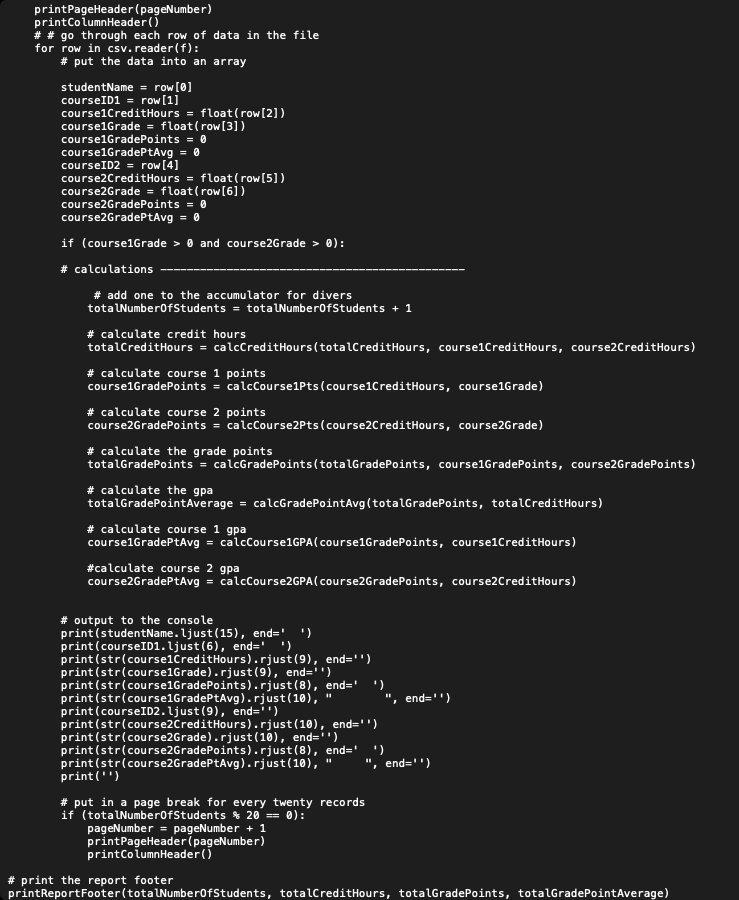 printPageHeader(pageNumber)
printColumnHeader()
# # go through each row of data in the file
for row in csv.reader(f):
# put the data into an array
studentName = row[0]
courseID1 = row[1]
course1CreditHours = float(row[2])
course1Grade = float(row[3])
course1GradePoints = 0
course1GradePtAvg = 0
courseID2 = row[4]
course2CreditHours = float(row[5])
course2Grade = float(row[6])
course2GradePoints = 0
course2GradePtAvg = 0
if (course1Grade > 0 and course2Grade > 0):
# calculations ----------------------------------------------
# add one to the accumulator for divers
totalNumberOfStudents = totalNumberOfStudents + 1
# calculate credit hours
totalCreditHours = calcCreditHours(totalCreditHours, course1CreditHours, course2CreditHours)
# calculate course 1 points
course1GradePoints = calcCourse1Pts(course1CreditHours, course1Grade)
# calculate course 2 points
course2GradePoints = calcCourse2Pts(course2CreditHours, course2Grade)
# calculate the grade points
totalGradePoints = calcGradePoints(totalGradePoints, course1GradePoints, course2GradePoints)
# calculate the gpa
totalGradePointAverage = calcGradePointAvg(totalGradePoints, totalCreditHours)
# calculate course 1 gpa
course1GradePtAvg = calcCourse1GPA(course1GradePoints, course1CreditHours)
#calculate course 2 gpa
course2GradePtAvg = calcCourse2GPA(course2GradePoints, course2CreditHours)
# output to the console
print(studentName.ljust(15), end='  ')
print(courseID1.ljust(6), end='  ')
print(str(course1CreditHours).rjust(9), end='')
print(str(course1Grade).rjust(9), end='')
print(str(course1GradePoints).rjust(8), end='  ')
print(str(course1GradePtAvg).rjust(10), "        ", end='')
print(courseID2.ljust(9), end='')
print(str(course2CreditHours).rjust(10), end='')
print(str(course2Grade).rjust(10), end='')
print(str(course2GradePoints).rjust(8), end='  ')
print(str(course2GradePtAvg).rjust(10), "     ", end='')
print('')
# put in a page break for every twenty records
if (totalNumberOfStudents % 20 == 0):
pageNumber = pageNumber + 1
printPageHeader(pageNumber)
printColumnHeader()
# print the report footer
printReportFooter(totalNumberOfStudents, totalCreditHours, totalGradePoints, totalGradePointAverage)